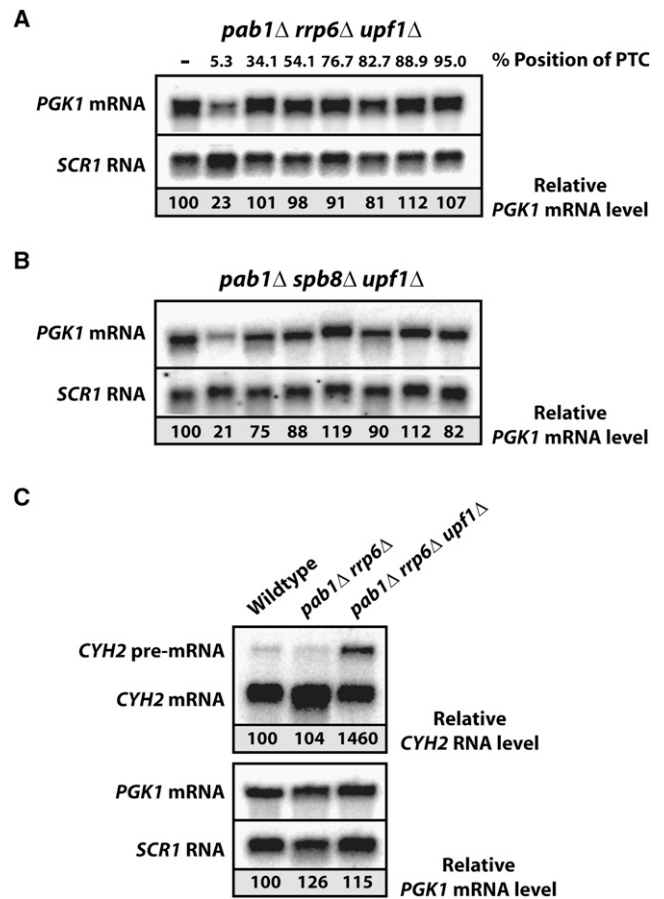 A
pab1Δ rrp6Δ upf1Δ
- 5.3 34.1 54.1 76.7 82.7 88.9 95.0 % Position of PTC
PGK1 mRNA
SCR1 RNA
100 23 101 98 91 81 112 107
Relative
PGK1 mRNA level
B
pab1Δ spb8Δ upf1Δ
PGK1 mRNA
SCR1 RNA
100 21 75 88 119 90 112 82
Relative
PGK1 mRNA level
C
Wildtype
pab1Δ rrp6Δ
pab1Δ rrp6Δ upf1Δ
CYH2 pre-mRNA
CYH2 mRNA
100 104 1460
Relative
CYH2 RNA level
PGK1 mRNA
SCR1 RNA
100 126 115
Relative
PGK1 mRNA level